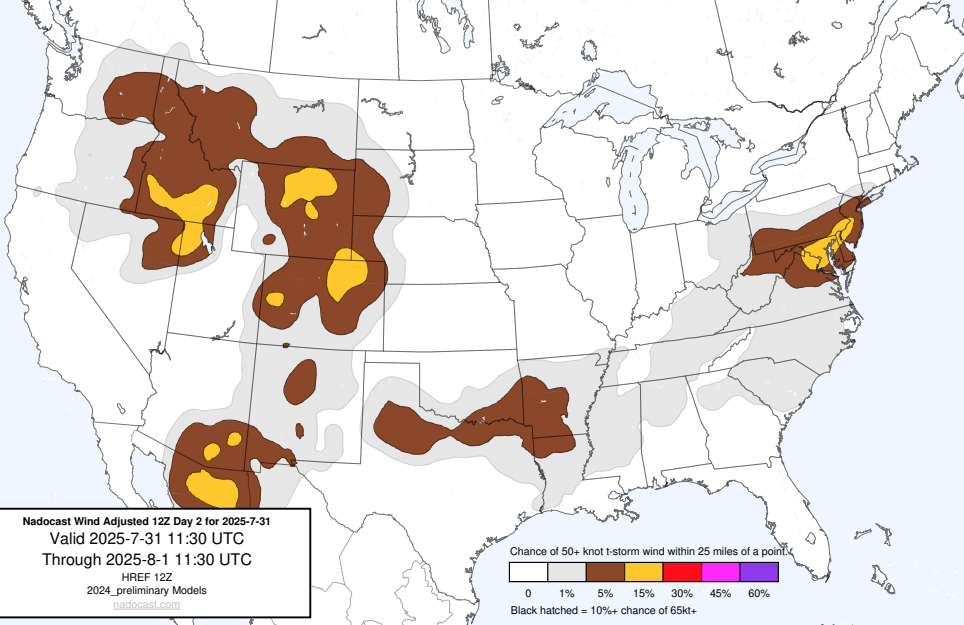 Nadocast Wind Adjusted 12Z Day 2 for 2025-7-31
Valid 2025-7-31 11:30 UTC
Through 2025-8-1 11:30 UTC
HREF 12Z
2024_preliminary Models
nadocast.com
Chance of 50+ knot t-storm wind within 25 miles of a point.
0 1% 5% 15% 30% 45% 60%
Black hatched = 10%+ chance of 65kt+